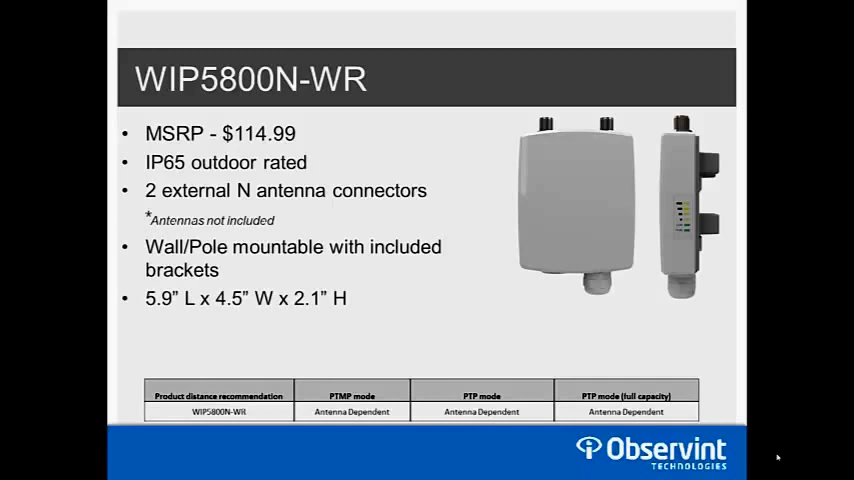 WIP5800N-WR
• MSRP - $114.99
• IP65 outdoor rated
• 2 external N antenna connectors
*Antennas not included
• Wall/Pole mountable with included
brackets
• 5.9” L x 4.5” W x 2.1” H
Product distance recommendation PTMP mode PTP mode PTP mode (full capacity)
WIP5800N-WR Antenna Dependent Antenna Dependent Antenna Dependent
Observint
TECHNOLOGIES